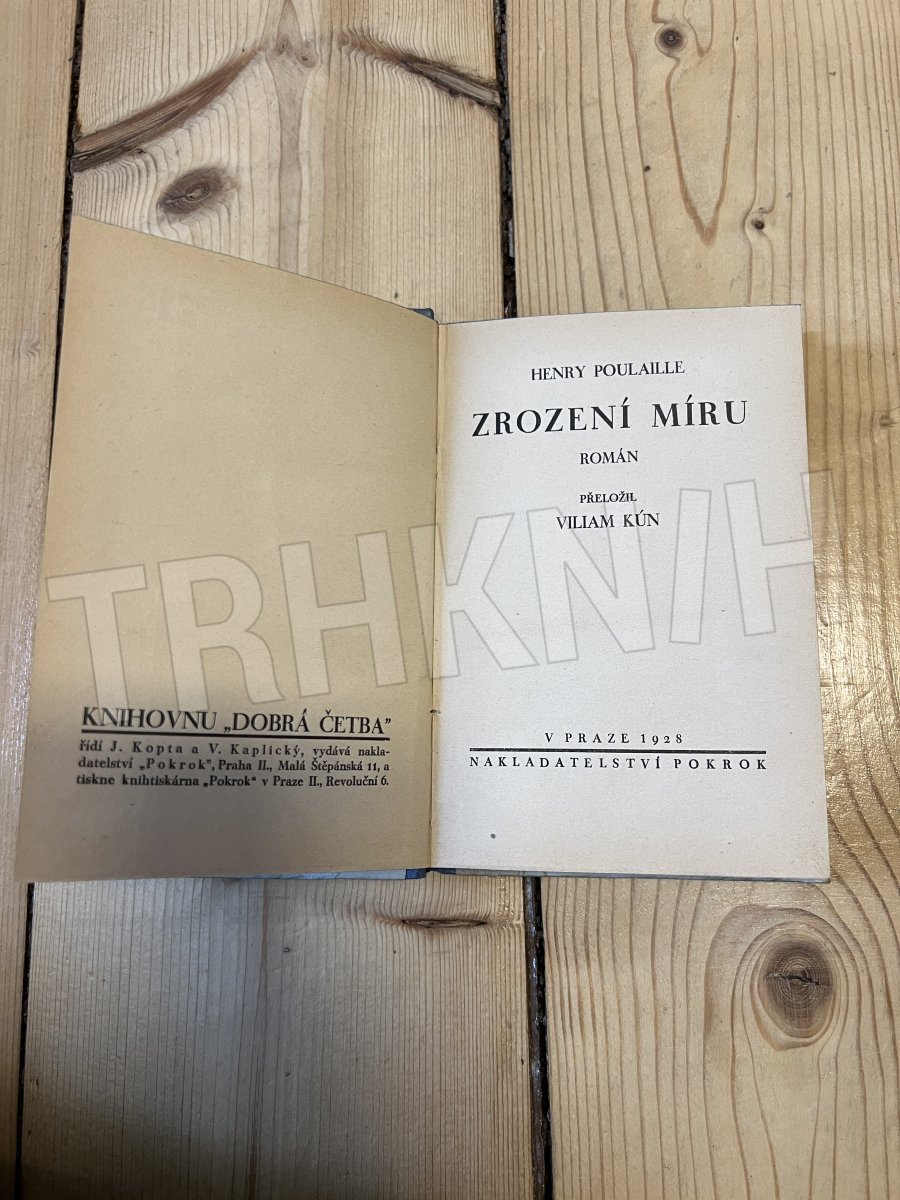 KNIHOVNU „DOBRÁ ČETBA"
řídí J. Kopta a V. Kaplický, vydává nakla-
datelství „Pokrok", Praha II., Malá Štěpánská 11, a
tiskne knihtiskárna „Pokrok" v Praze II., Revoluční 6.
HENRY POULAILLE
ZROZENÍ MÍRU
ROMÁN
PŘELOŽIL
VILIAM KÚN
V PRAZE 1928
NAKLADATELSTVÍ POKROK
TRHKNIH